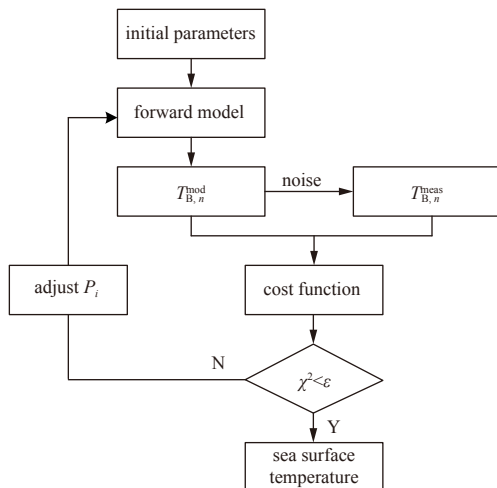 initial parameters
forward model
T_{B, n}^{mod}
noise
T_{B, n}^{meas}
adjust P_i
cost function
N
χ²<ε
Y
sea surface
temperature